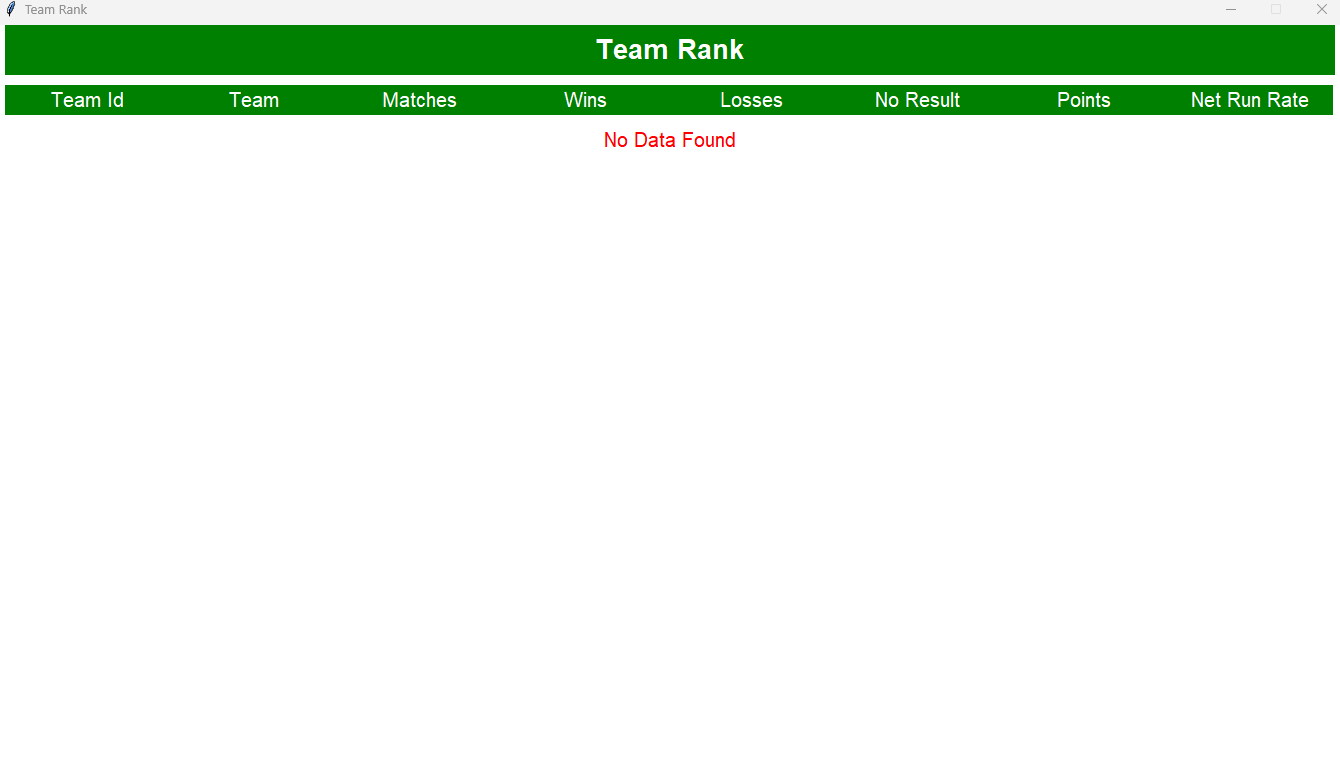 Team Rank
Team Rank
Team Id Team Matches Wins Losses No Result Points Net Run Rate
No Data Found